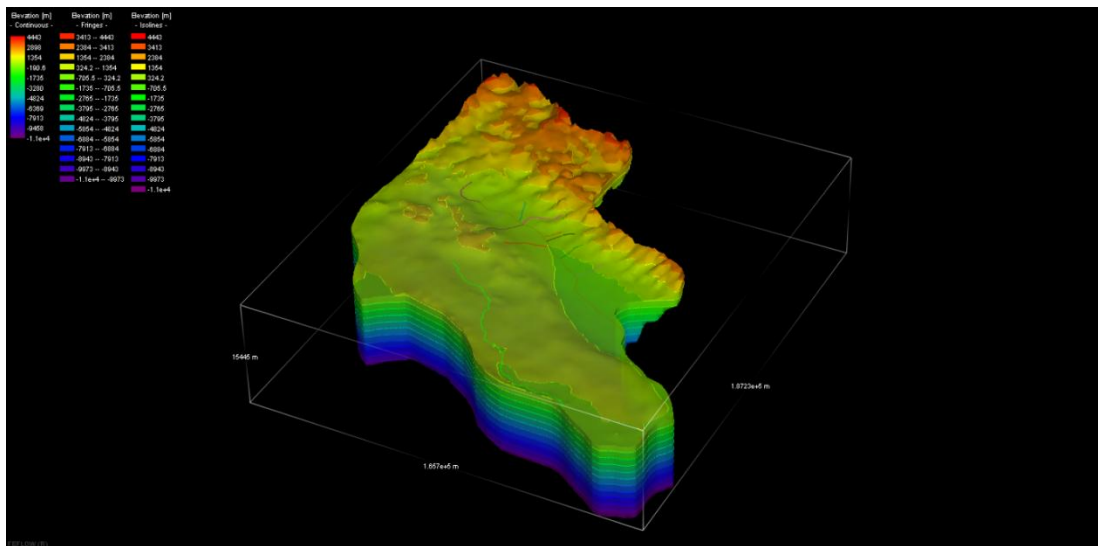 Elevation [m]
- Continuous -
4443
2898
1354
-190.5
-1735
-3280
-4824
-6369
-7913
-9458
-1.1e+4
Elevation [m]
- Fringes -
3413 -- 4443
2384 -- 3413
1354 -- 2384
324.2 -- 1354
-705.5 -- 324.2
-1735 -- -705.5
-2765 -- -1735
-3795 -- -2765
-4824 -- -3795
-5854 -- -4824
-6884 -- -5854
-7913 -- -6884
-8943 -- -7913
-9973 -- -8943
-1.1e+4 -- -9973
Elevation [m]
- Isolines -
4443
3413
2384
1354
324.2
-705.5
-1735
-2765
-3795
-4824
-5854
-6884
-7913
-8943
-9973
-1.1e+4
15445 m
1.8723e+5 m
1.657e+5 m
FEFLOW (R)